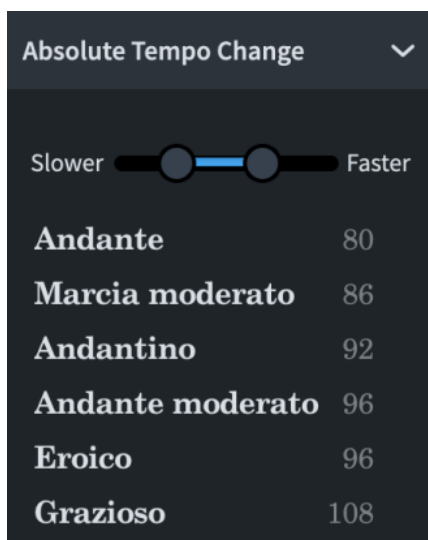 Absolute Tempo Change
Slower Faster
Andante 80
Marcia moderato 86
Andantino 92
Andante moderato 96
Eroico 96
Grazioso 108